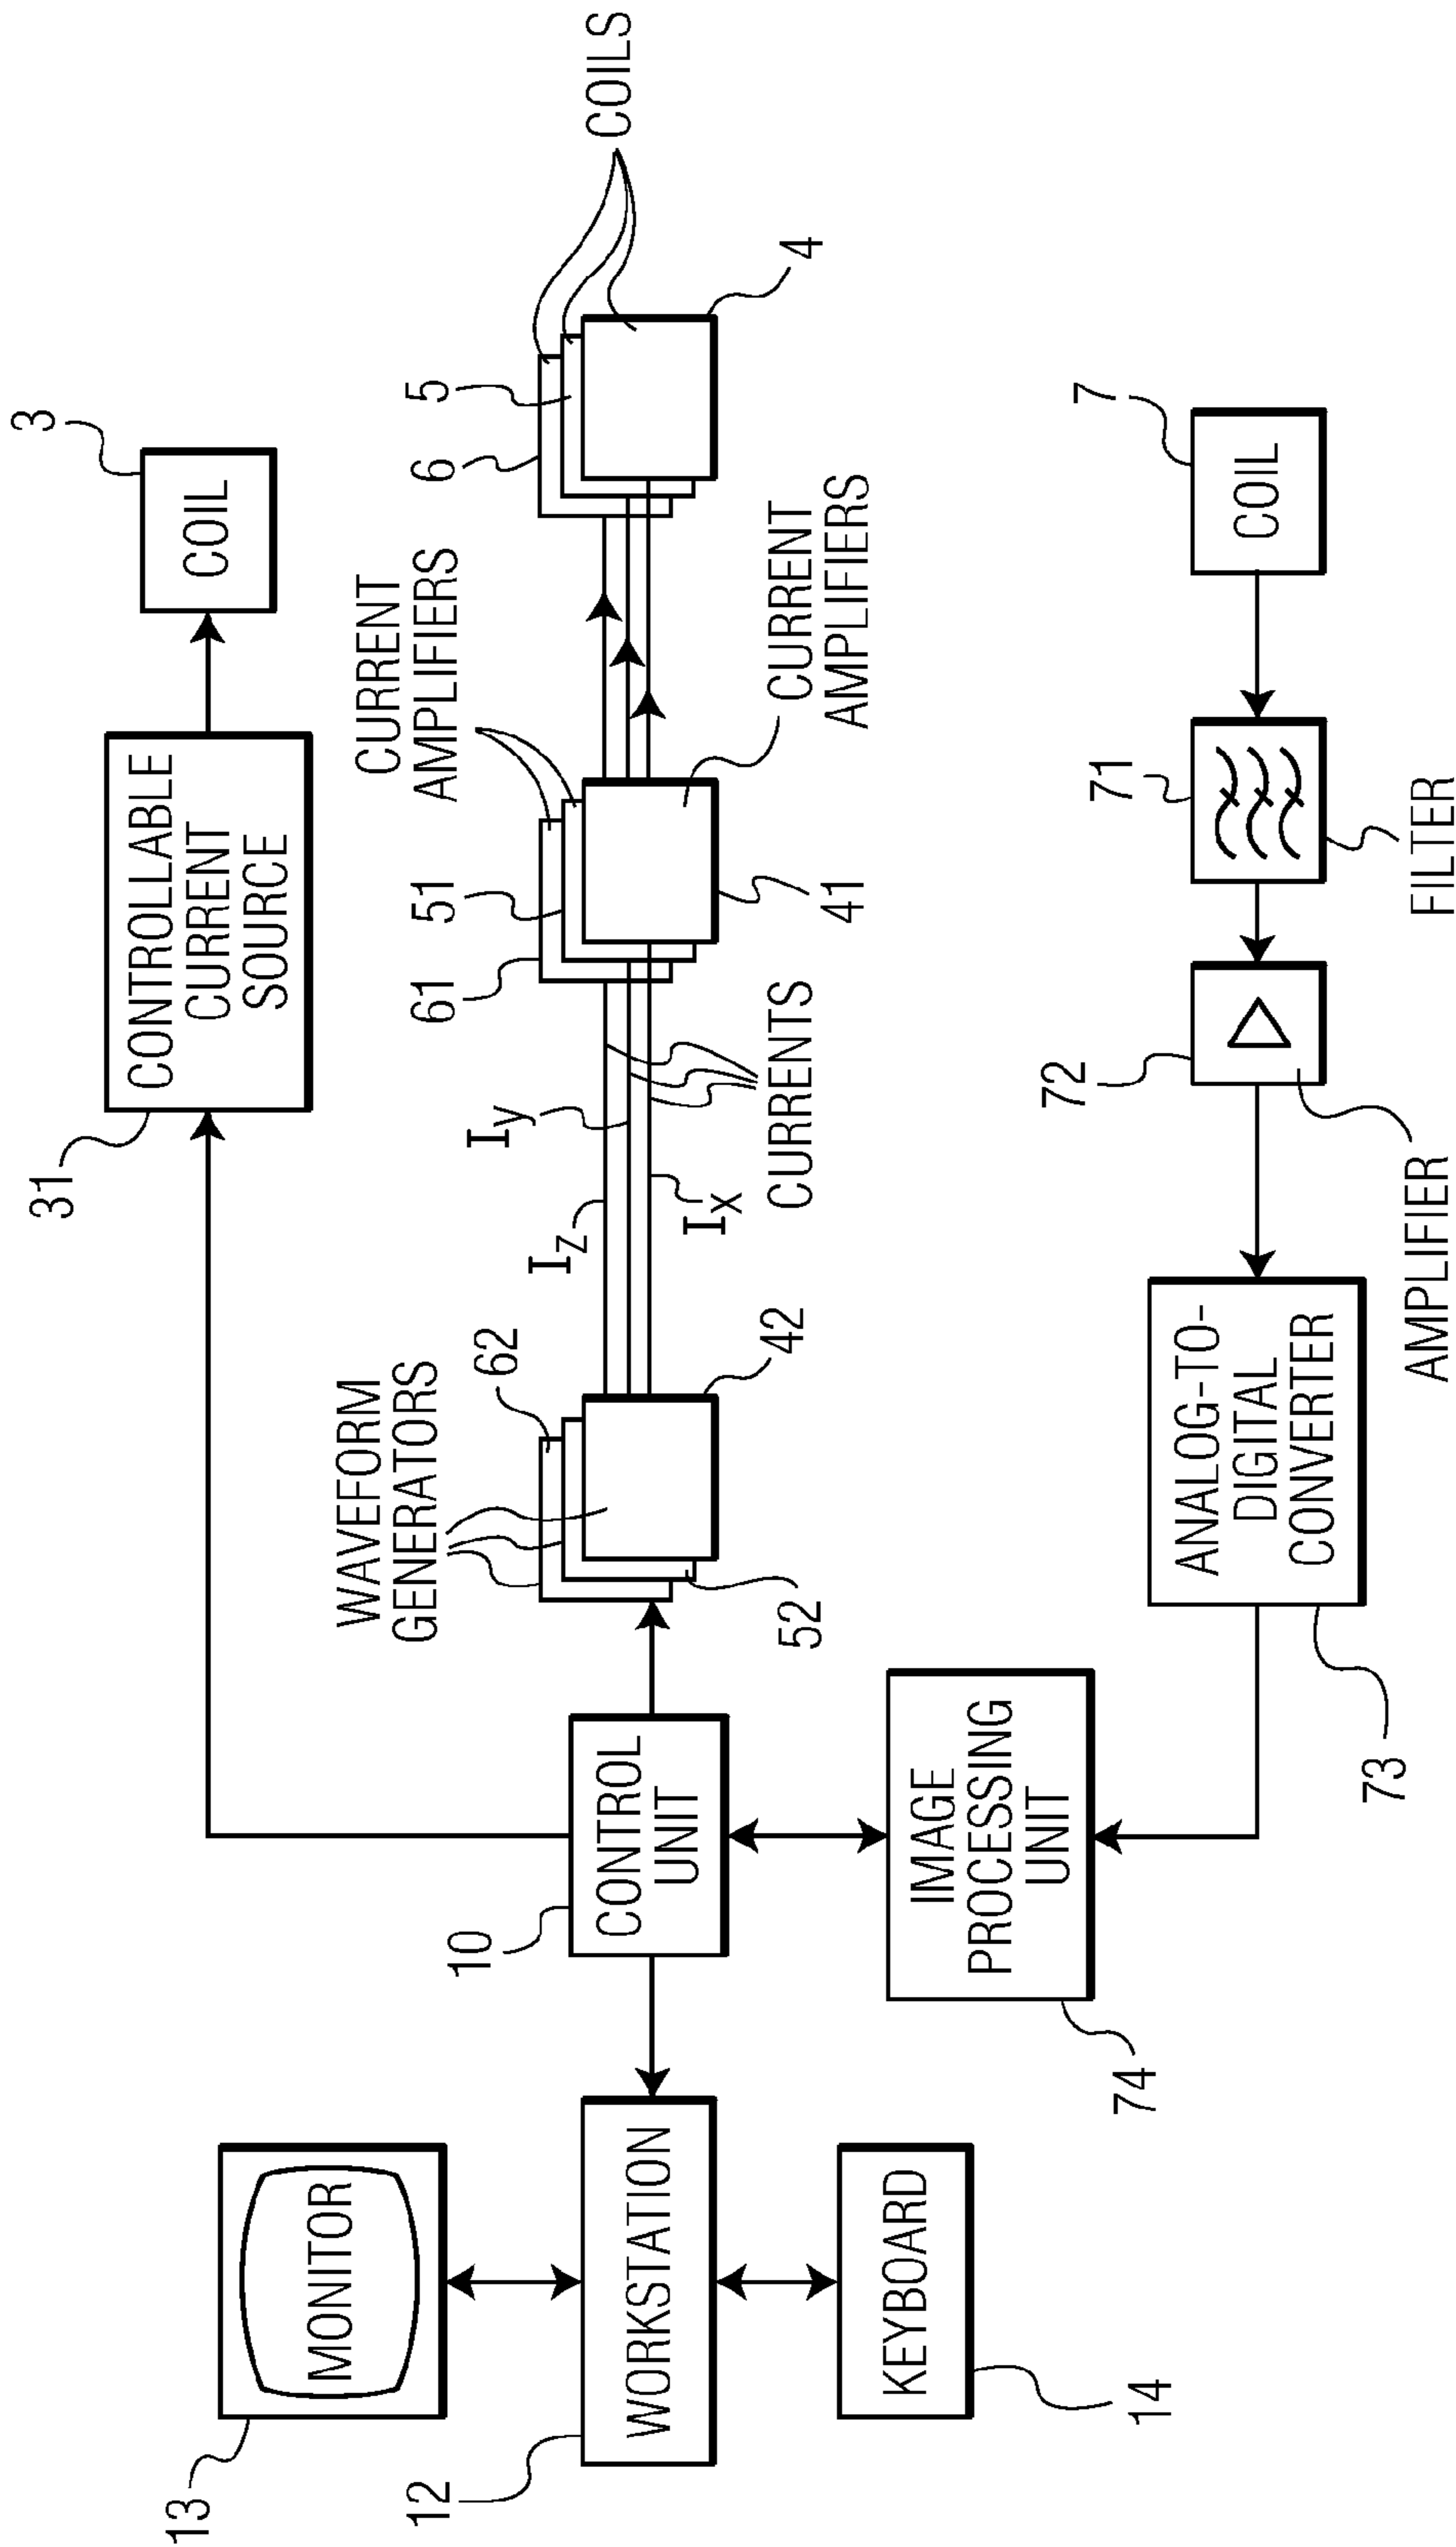 13
MONITOR
12
WORKSTATION
KEYBOARD
14
10
CONTROL
UNIT
IMAGE
PROCESSING
UNIT
74
31
CONTROLLABLE
CURRENT
SOURCE
3
COIL
WAVEFORM
GENERATORS
62
42
52
Iz
Iy
Ix
CURRENTS
CURRENT
AMPLIFIERS
61
51
41
CURRENT
AMPLIFIERS
6
5
4
COILS
73
ANALOG-TO-
DIGITAL
CONVERTER
72
AMPLIFIER
71
FILTER
7
COIL